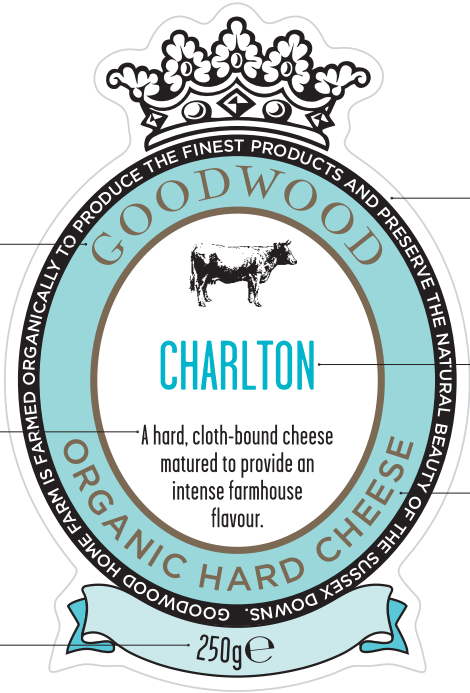 GOODWOOD HOME FARM IS FARMED ORGANICALLY TO PRODUCE THE FINEST PRODUCTS AND PRESERVE THE NATURAL BEAUTY OF THE SUSSEX DOWNS.
GOODWOOD
CHARLTON
A hard, cloth-bound cheese
matured to provide an
intense farmhouse
flavour.
ORGANIC HARD CHEESE
250g℮